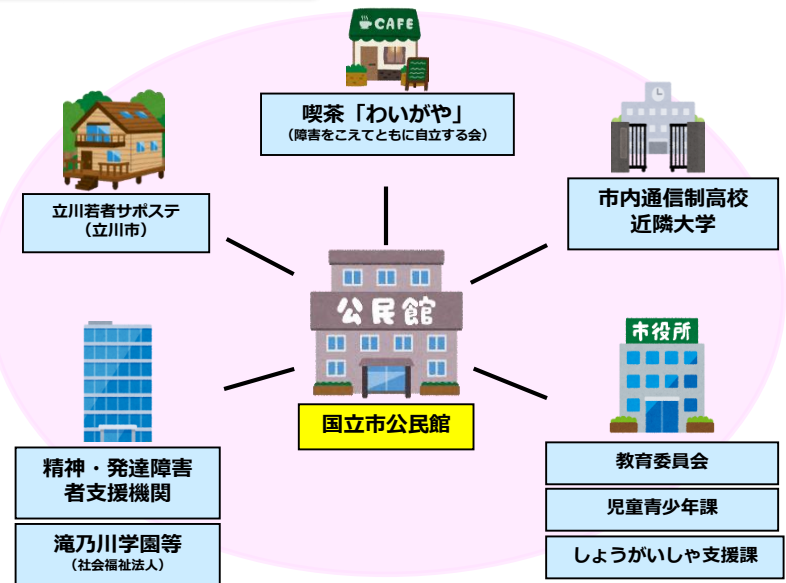 CAFE
喫茶「わいがや」
（障害をこえてともに自立する会）
立川若者サポステ
（立川市）
市内通信制高校
近隣大学
公民館
国立市公民館
市役所
教育委員会
児童青少年課
しょうがいしゃ支援課
精神・発達障害
者支援機関
滝乃川学園等
（社会福祉法人）